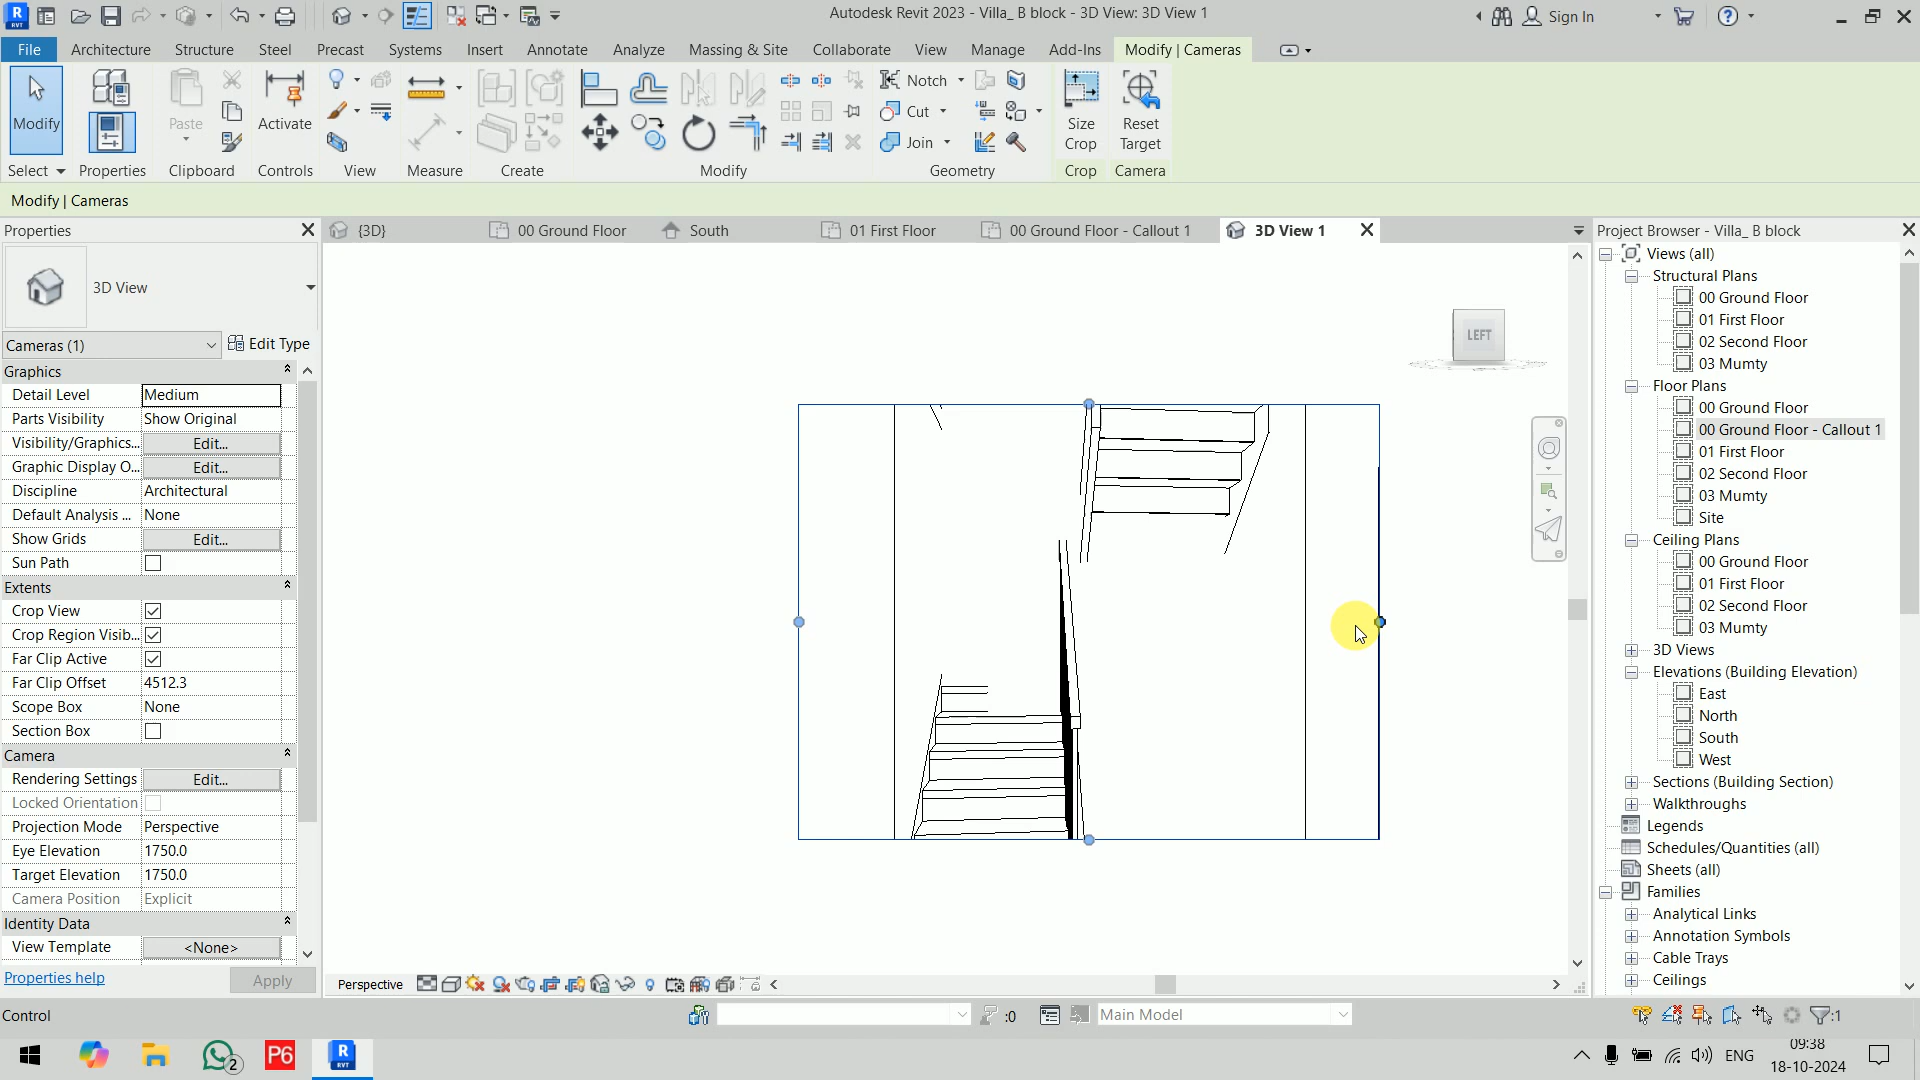 Autodesk Revit 2023 - Villa_ B block - 3D View: 3D View 1
Sign In
File Architecture Structure Steel Precast Systems Insert Annotate Analyze Massing & Site Collaborate View Manage Add-Ins Modify | Cameras
Modify
Paste
Activate
Notch
Cut
Join
Size Crop
Reset Target
Select Properties Clipboard Controls View Measure Create Modify Geometry Crop Camera
Modify | Cameras
Properties
{3D} 00 Ground Floor South 01 First Floor 00 Ground Floor - Callout 1 3D View 1
3D View
Cameras (1) Edit Type
Graphics
Detail Level Medium
Parts Visibility Show Original
Visibility/Graphics... Edit...
Graphic Display O... Edit...
Discipline Architectural
Default Analysis ... None
Show Grids Edit...
Sun Path
Extents
Crop View
Crop Region Visib...
Far Clip Active
Far Clip Offset 4512.3
Scope Box None
Section Box
Camera
Rendering Settings Edit...
Locked Orientation
Projection Mode Perspective
Eye Elevation 1750.0
Target Elevation 1750.0
Camera Position Explicit
Identity Data
View Template <None>
Properties help Apply
LEFT
Perspective
Project Browser - Villa_ B block
Views (all)
Structural Plans
00 Ground Floor
01 First Floor
02 Second Floor
03 Mumty
Floor Plans
00 Ground Floor
00 Ground Floor - Callout 1
01 First Floor
02 Second Floor
03 Mumty
Site
Ceiling Plans
00 Ground Floor
01 First Floor
02 Second Floor
03 Mumty
3D Views
Elevations (Building Elevation)
East
North
South
West
Sections (Building Section)
Walkthroughs
Legends
Schedules/Quantities (all)
Sheets (all)
Families
Analytical Links
Annotation Symbols
Cable Trays
Ceilings
Control :0 Main Model :1
2 P6 R RVT ENG 09:38
18-10-2024